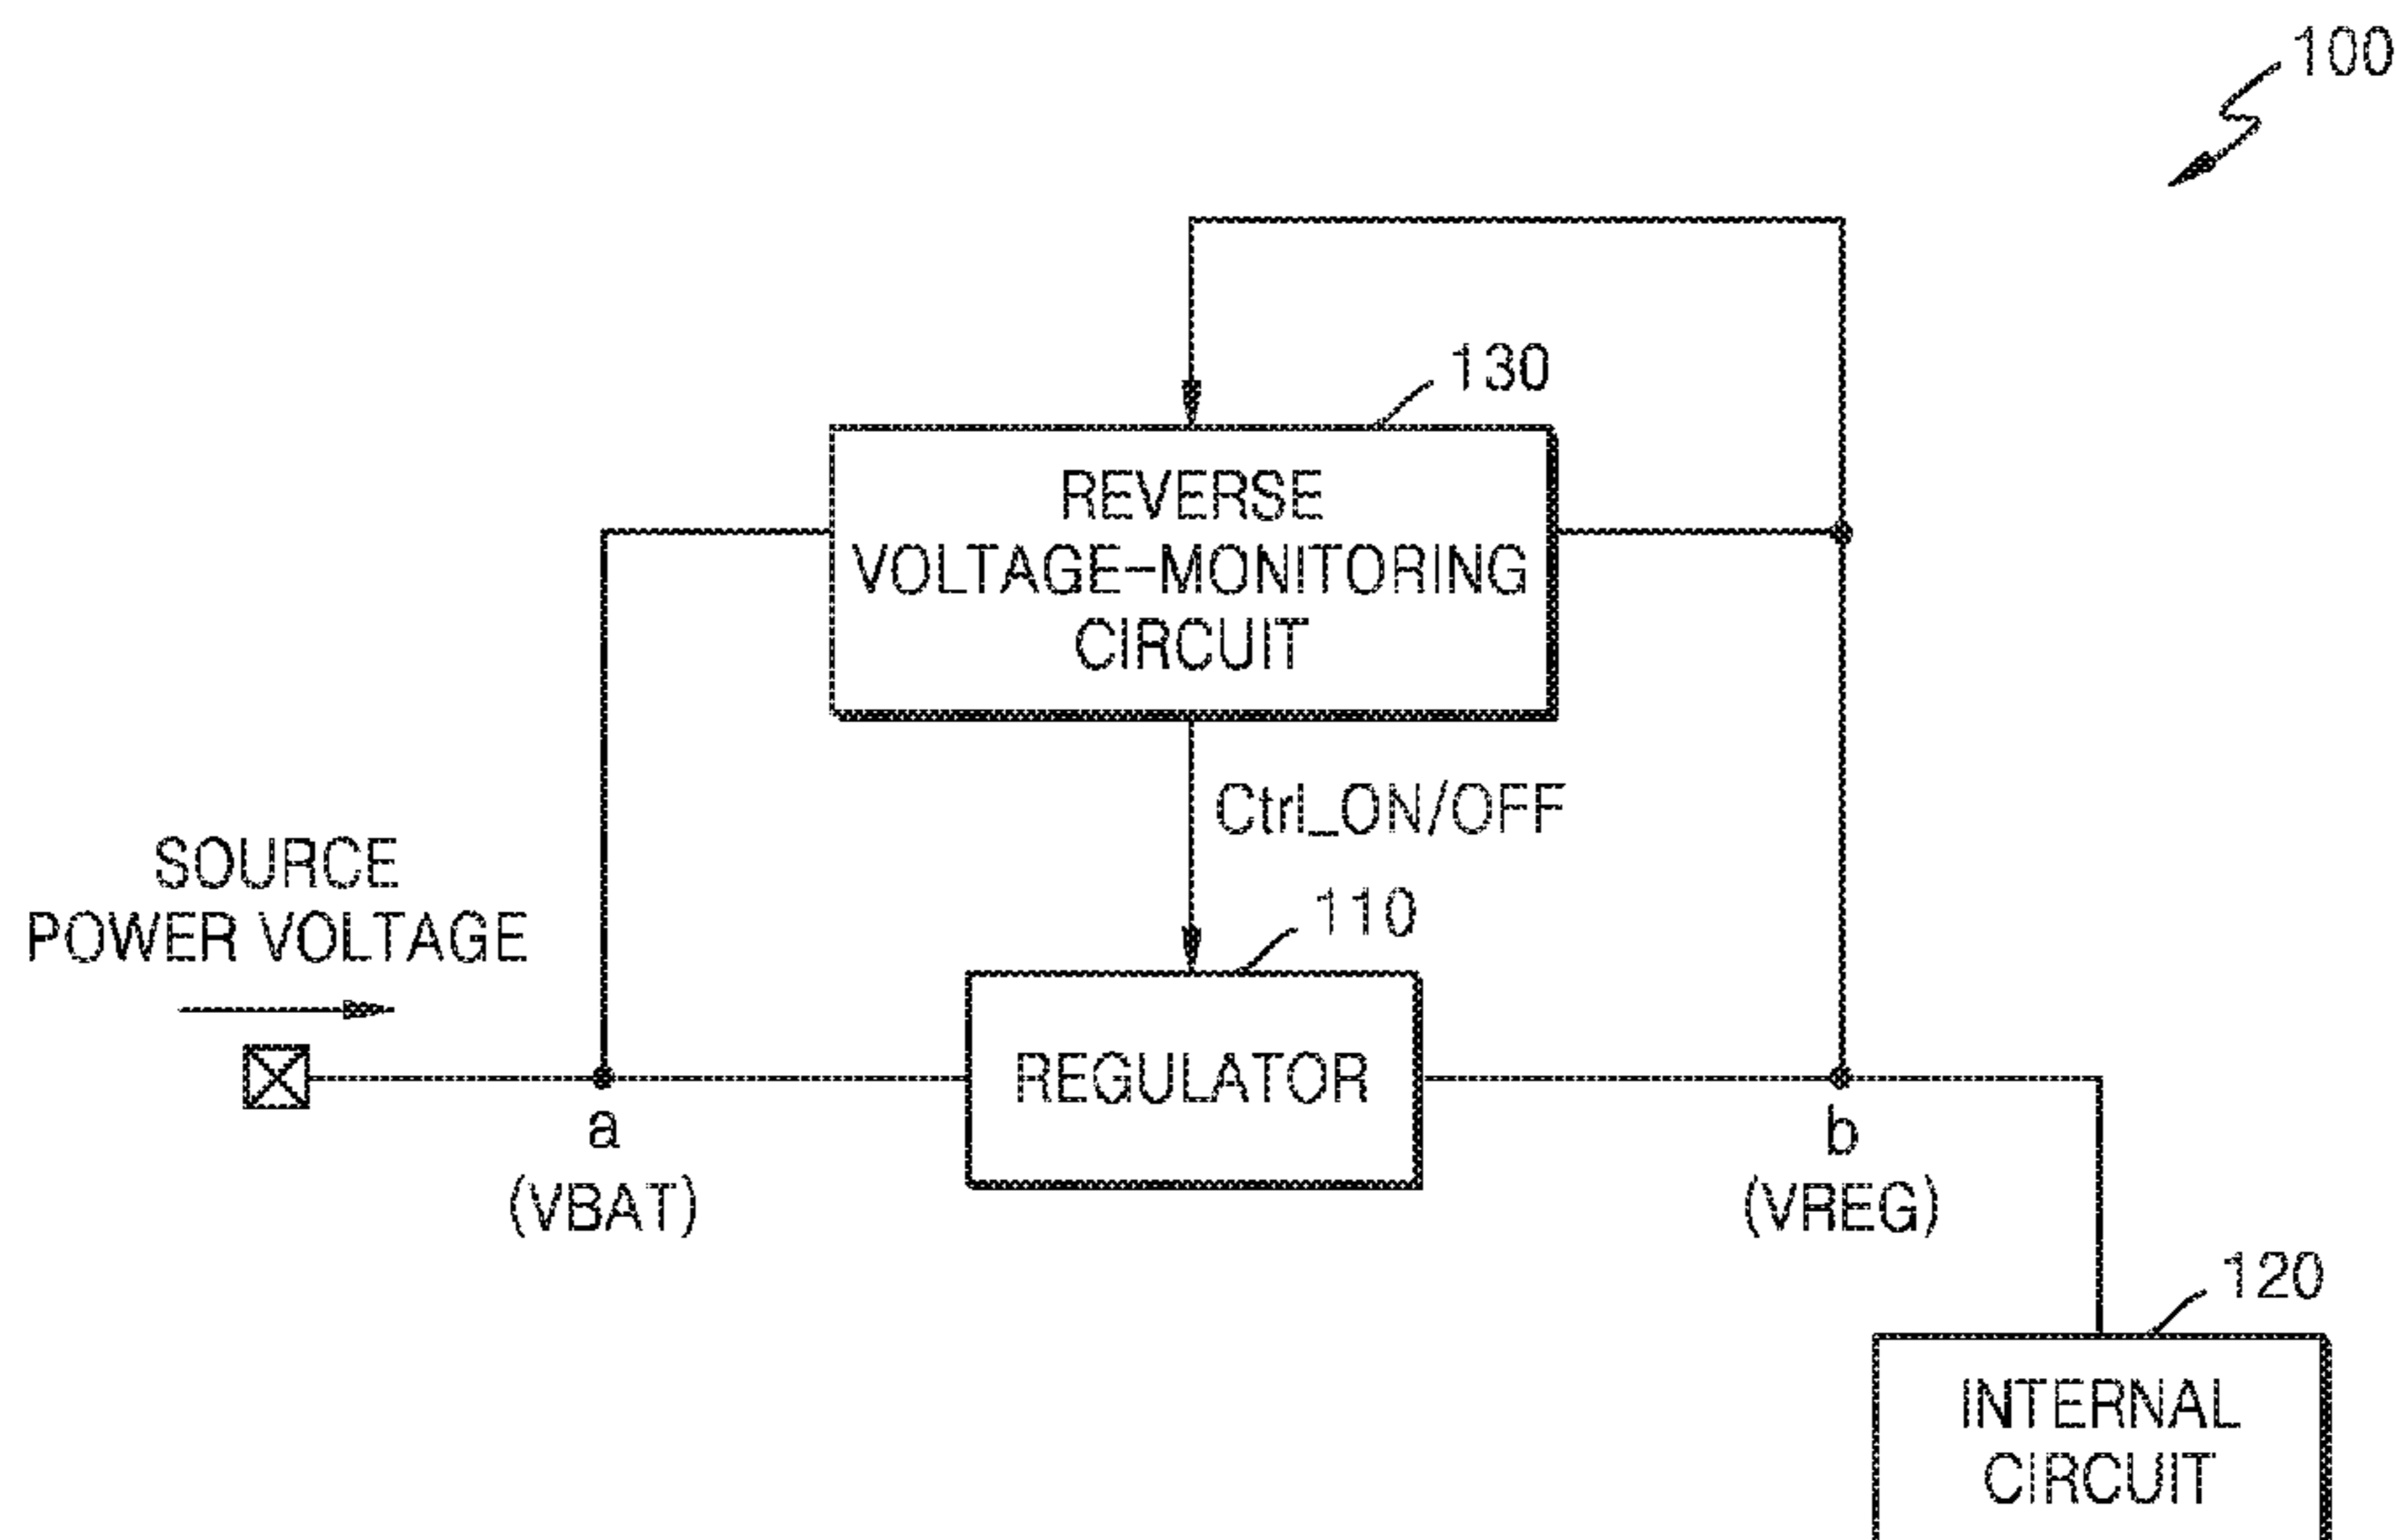 100
130
REVERSE
VOLTAGE-MONITORING
CIRCUIT
Ctrl_ON/OFF
SOURCE
POWER VOLTAGE
110
REGULATOR
a
(VBAT)
b
(VREG)
120
INTERNAL
CIRCUIT